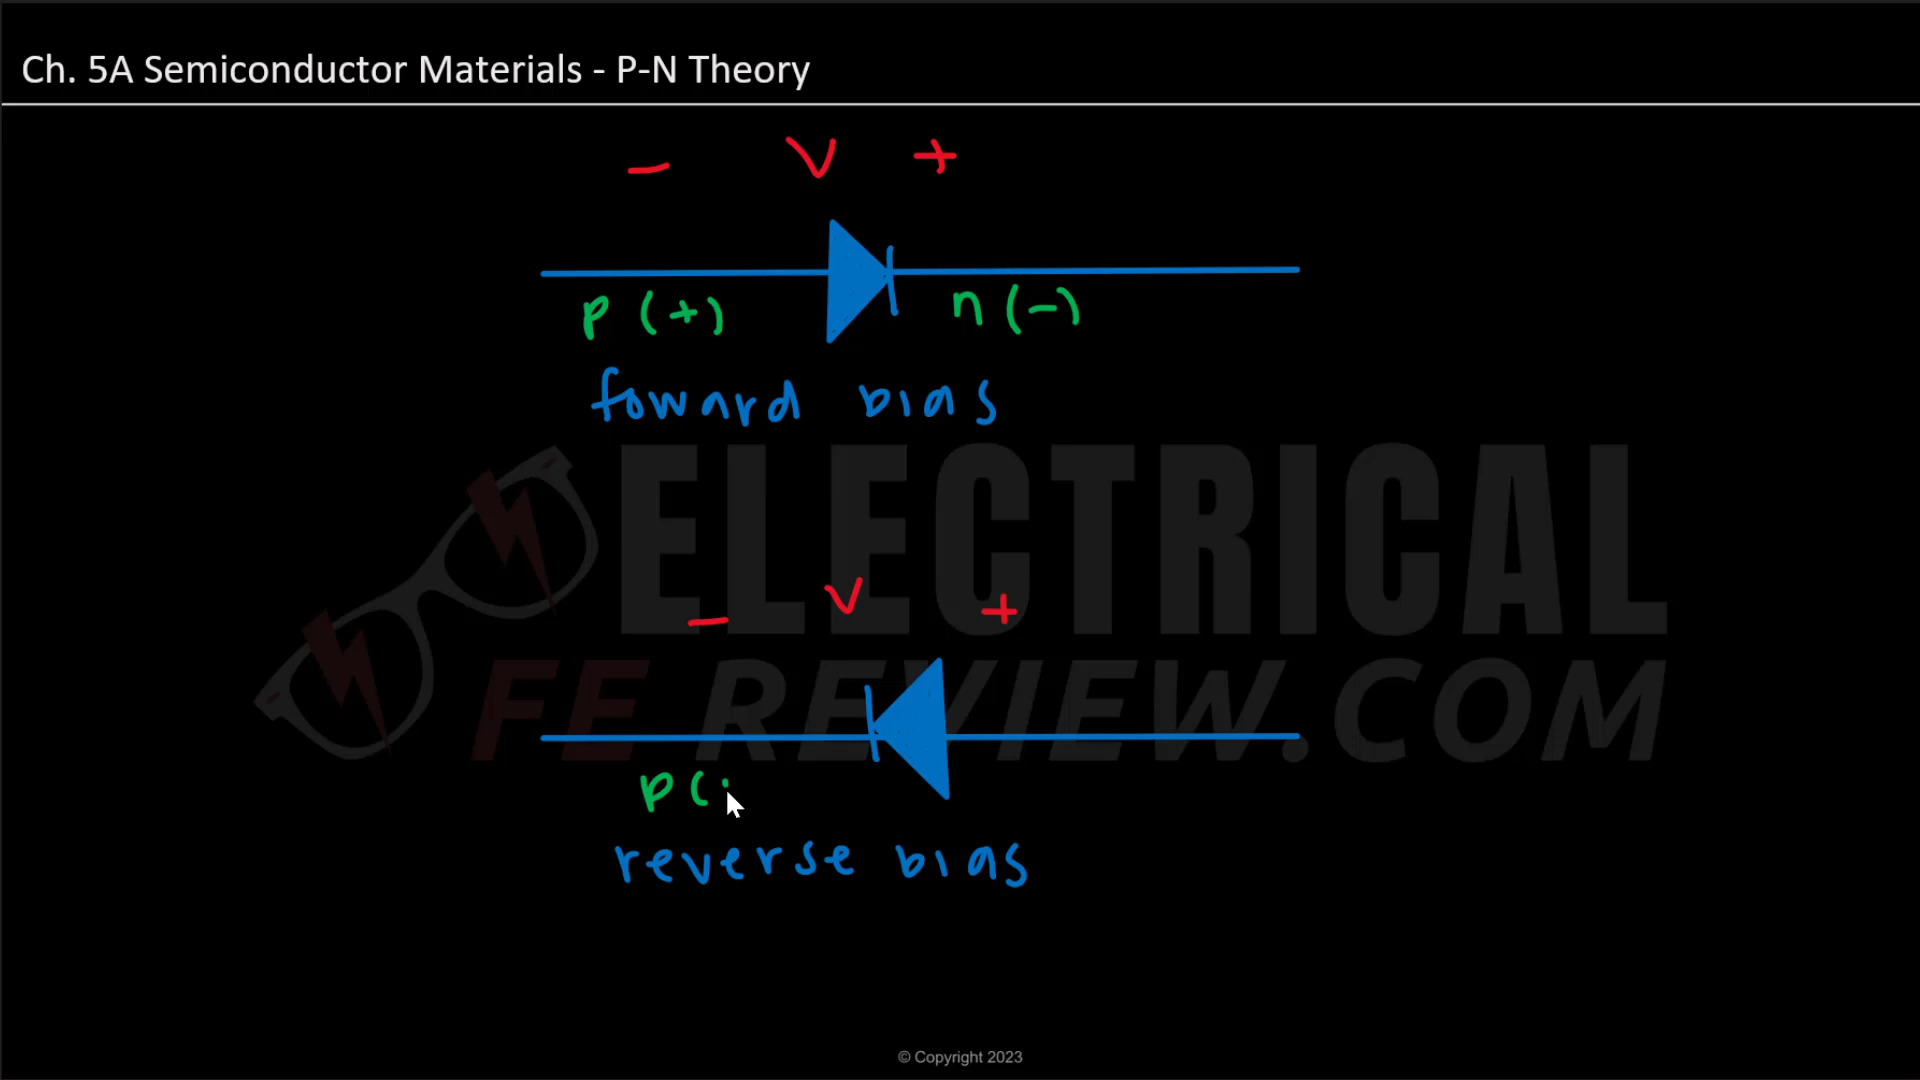 Ch. 5A Semiconductor Materials - P-N Theory
- V +
p (+) n (-)
foward bias
ELECTRICAL
- V +
FE REVIEW.COM
p (
reverse bias
© Copyright 2023